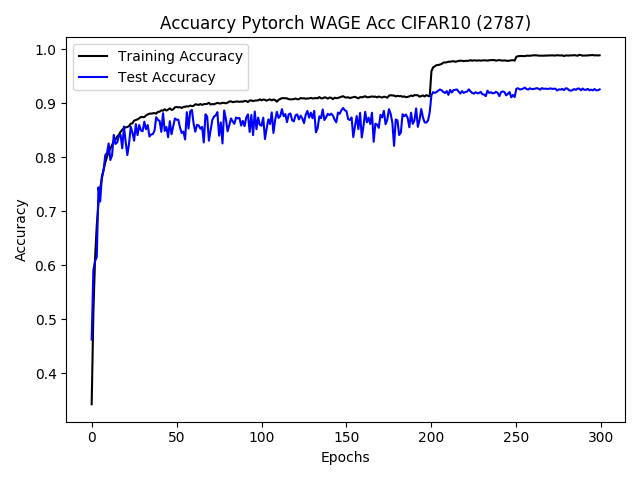 Accuarcy Pytorch WAGE Acc CIFAR10 (2787)
Training Accuracy
Test Accuracy
Accuracy
1.0
0.9
0.8
0.7
0.6
0.5
0.4
0 50 100 150 200 250 300
Epochs